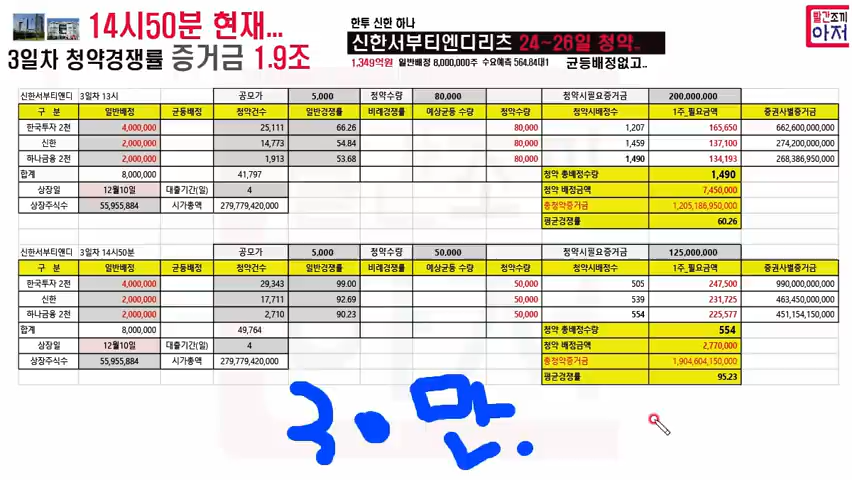 14시50분 현재...
3일차 청약경쟁률 증거금 1.9조
한투 신한 하나
신한서부티엔디리츠 24~26일 청약..
1,349억원 일반배정 8,000,000주 수요예측 564.84대1 균등배정없고..
빨간조끼
아저
신한서부티앤디 3일차 13시 공모가 5,000 청약수량 80,000 청약시필요증거금 200,000,000
구 분 일반배정 균등배정 청약건수 일반경쟁률 비례경쟁률 예상균등 수량 청약수량 청약시배정수 1주_필요금액 증권사별증거금
한국투자 2천 4,000,000 25,111 66.26 80,000 1,207 165,650 662,600,000,000
신한 2,000,000 14,773 54.84 80,000 1,459 137,100 274,200,000,000
하나금융 2천 2,000,000 1,913 53.68 80,000 1,490 134,193 268,386,950,000
합계 8,000,000 41,797 청약 총배정수량 1,490
상장일 12월10일 대출기간(일) 4 청약 배정금액 7,450,000
상장주식수 55,955,884 시가총액 279,779,420,000 총청약증거금 1,205,186,950,000
평균경쟁률 60.26
신한서부티앤디 3일차 14시50분 공모가 5,000 청약수량 50,000 청약시필요증거금 125,000,000
구 분 일반배정 균등배정 청약건수 일반경쟁률 비례경쟁률 예상균등 수량 청약수량 청약시배정수 1주_필요금액 증권사별증거금
한국투자 2천 4,000,000 29,343 99.00 50,000 505 247,500 990,000,000,000
신한 2,000,000 17,711 92.69 50,000 539 231,725 463,450,000,000
하나금융 2천 2,000,000 2,710 90.23 50,000 554 225,577 451,154,150,000
합계 8,000,000 49,764 청약 총배정수량 554
상장일 12월10일 대출기간(일) 4 청약 배정금액 2,770,000
상장주식수 55,955,884 시가총액 279,779,420,000 총청약증거금 1,904,604,150,000
평균경쟁률 95.23
30만.